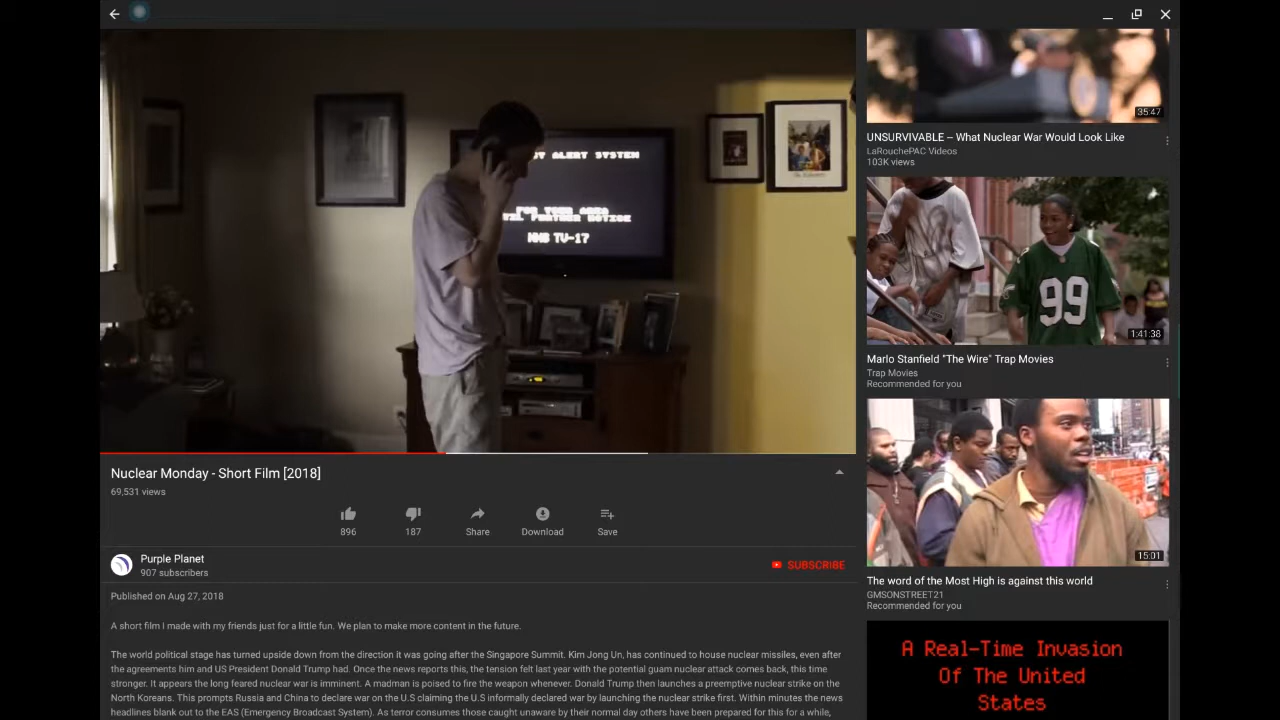 ALERT SYSTEM
FOR YOUR AREA
FURTHER NOTICE
TV-17
Nuclear Monday - Short Film [2018]
69,531 views
896
187
Share
Download
Save
Purple Planet
907 subscribers
SUBSCRIBE
Published on Aug 27, 2018
A short film I made with my friends just for a little fun. We plan to make more content in the future.
The world political stage has turned upside down from the direction it was going after the Singapore Summit. Kim Jong Un, has continued to house nuclear missiles, even after
the agreements him and US President Donald Trump had. Once the news reports this, the tension felt last year with the potential guam nuclear attack comes back, this time
stronger. It appears the long feared nuclear war is imminent. A madman is poised to fire the weapon whenever. Donald Trump then launches a preemptive nuclear strike on the
North Koreans. This prompts Russia and China to declare war on the U.S claiming the U.S informally declared war by launching the nuclear strike first. Within minutes the news
headlines blank out to the EAS (Emergency Broadcast System). As terror consumes those caught unaware by their normal day others have been prepared for this for a while,
35:47
UNSURVIVABLE – What Nuclear War Would Look Like
LaRouchePAC Videos
103K views
99
1:41:38
Marlo Stanfield "The Wire" Trap Movies
Trap Movies
Recommended for you
15:01
The word of the Most High is against this world
GMSONSTREET21
Recommended for you
A Real-Time Invasion
Of The United
States